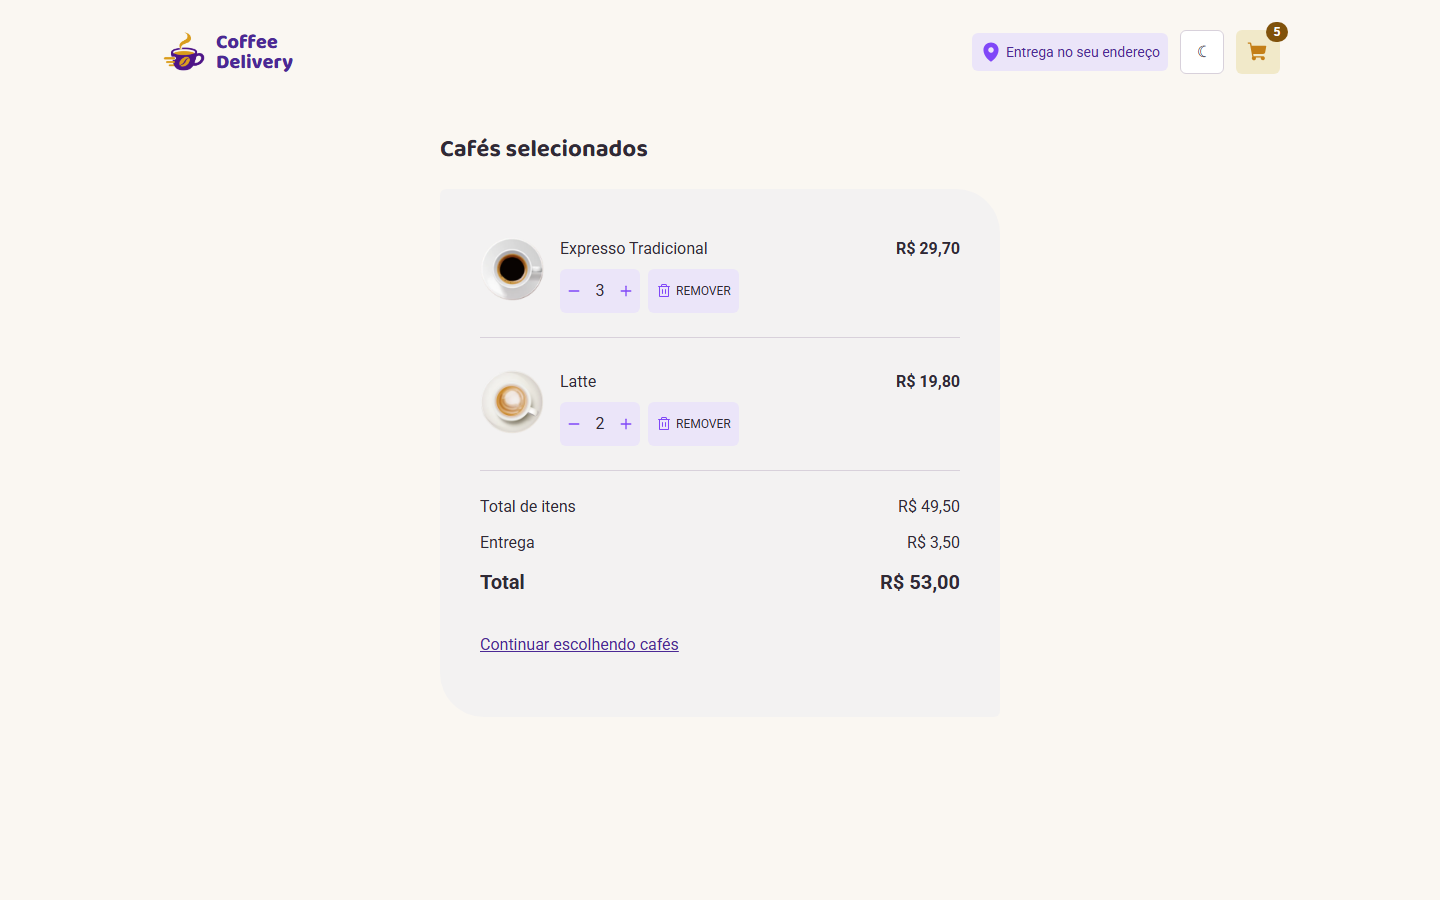 Coffee
Delivery
Entrega no seu endereço
5
Cafés selecionados
Expresso Tradicional
R$ 29,70
3
REMOVER
Latte
R$ 19,80
2
REMOVER
Total de itens
R$ 49,50
Entrega
R$ 3,50
Total
R$ 53,00
Continuar escolhendo cafés